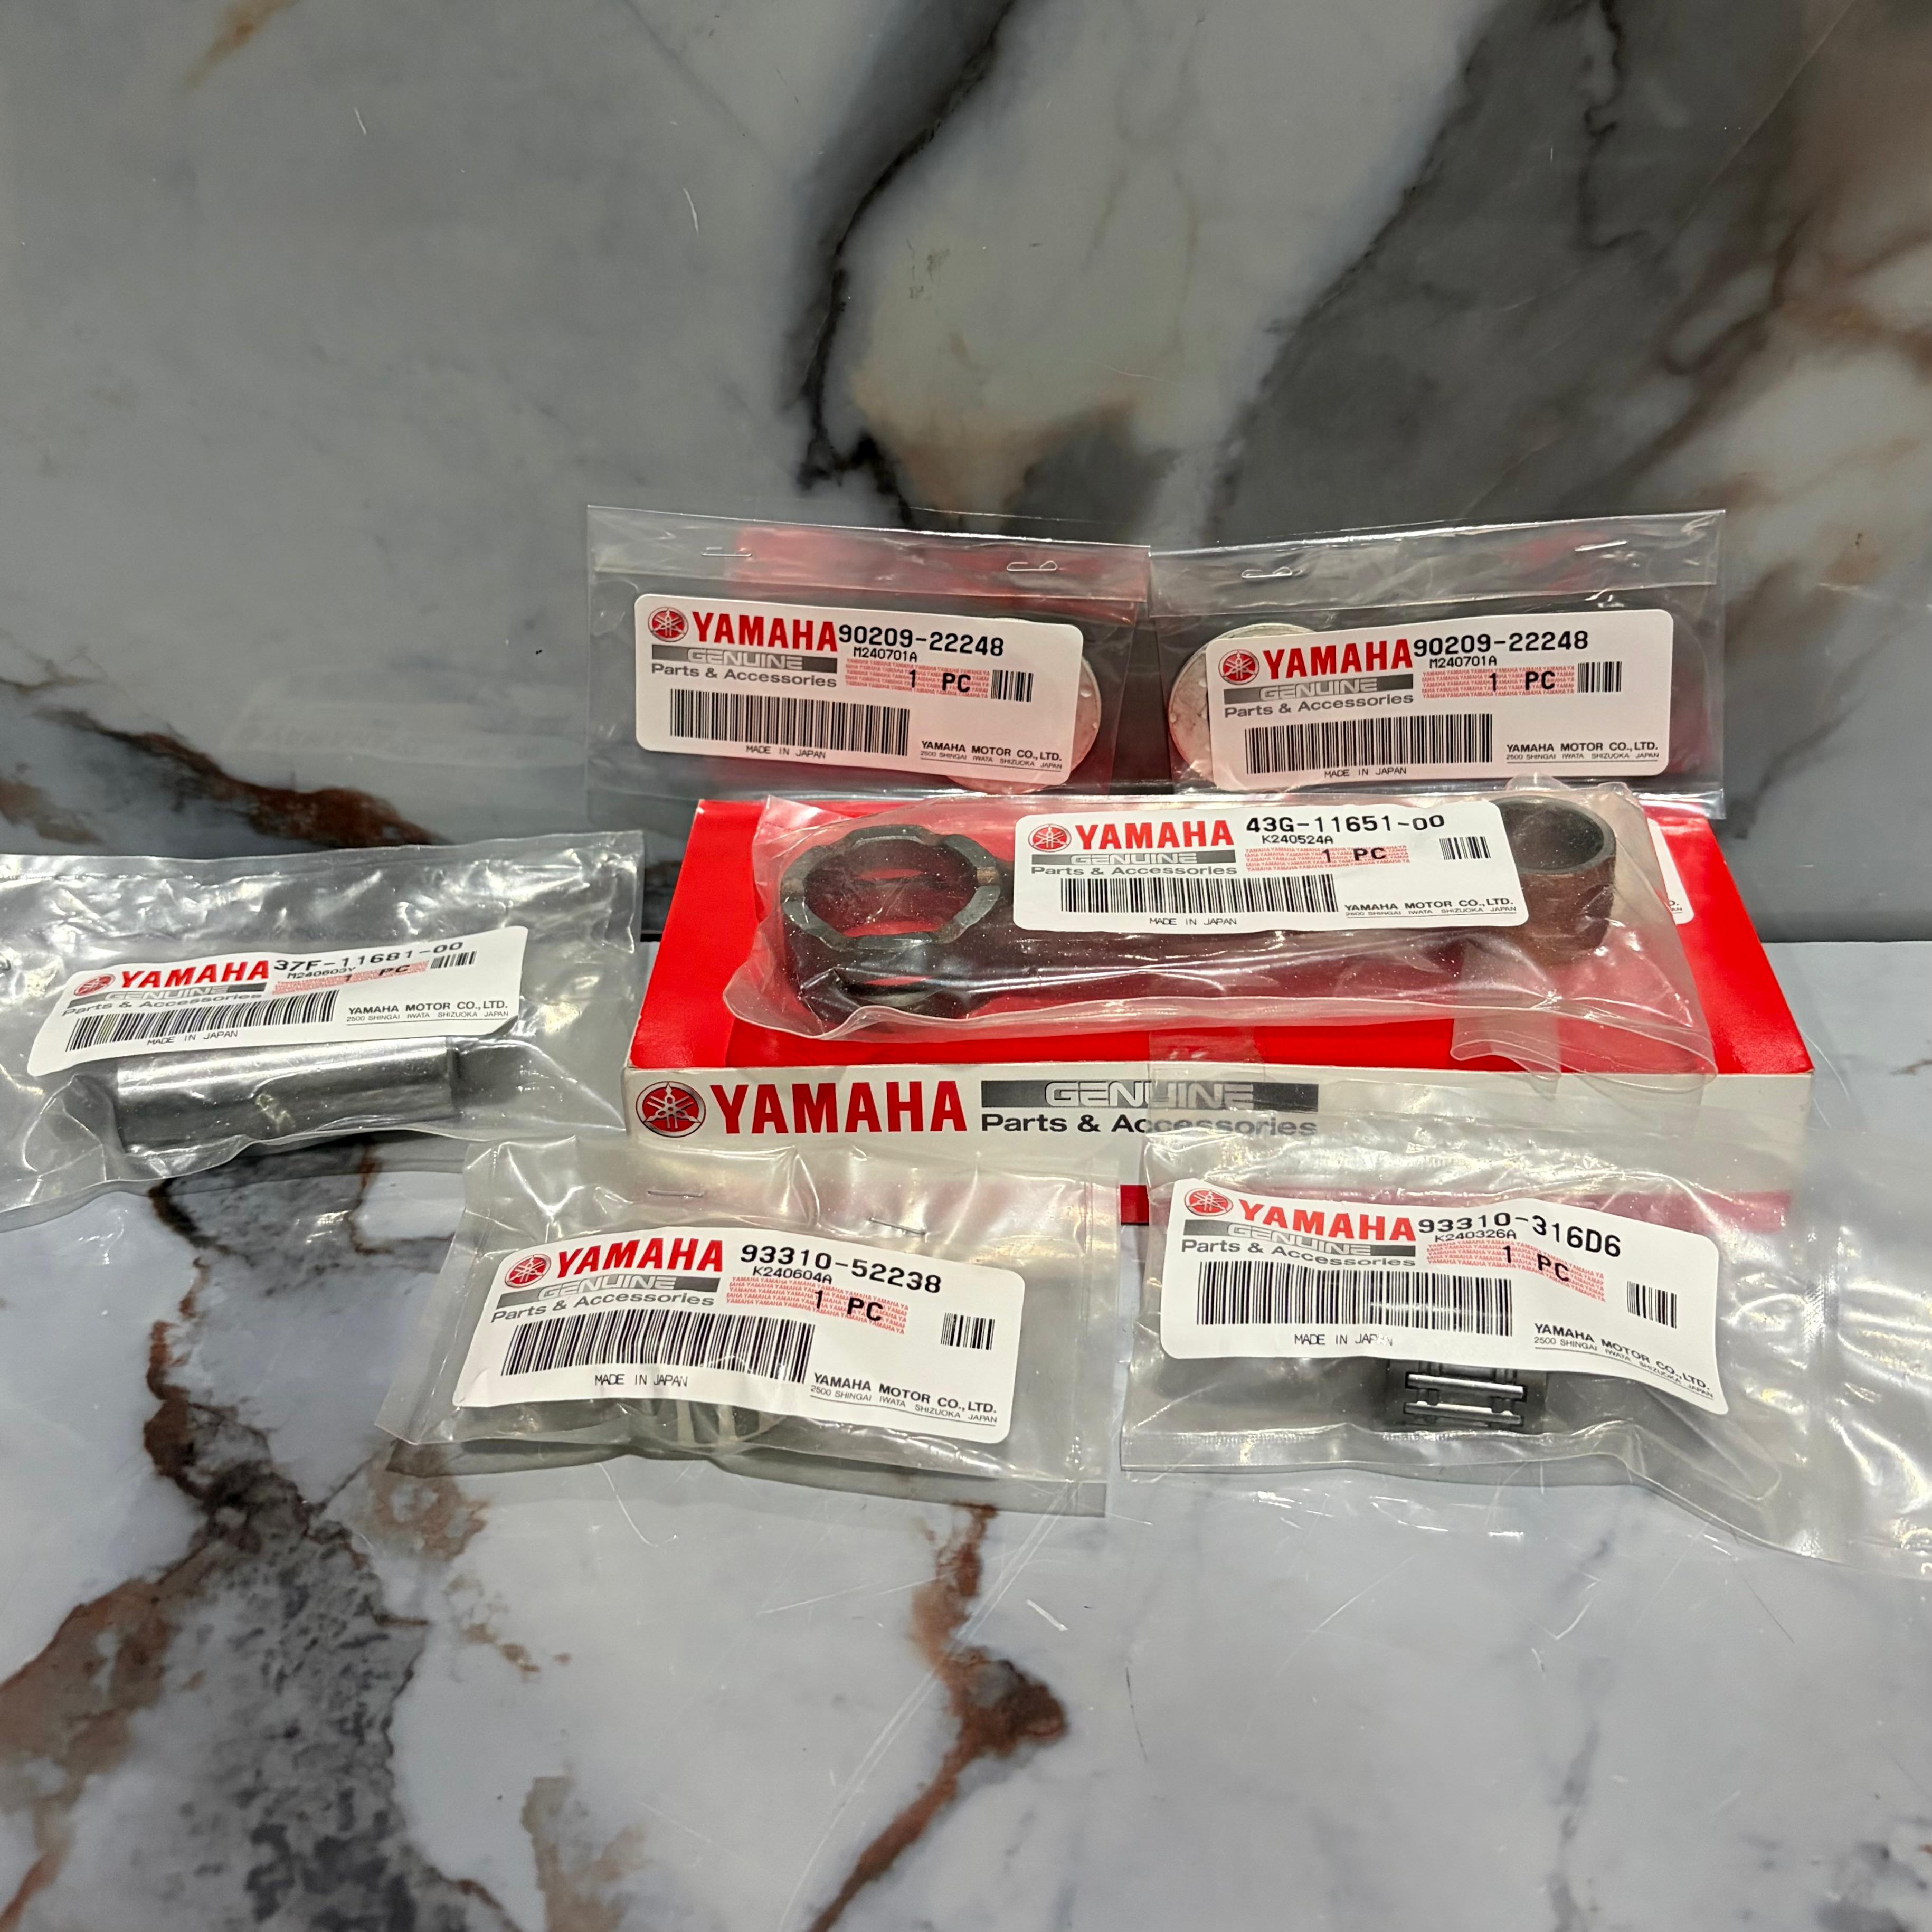 YAMAHA 90209-22248
M240701A
GENUINE
Parts & Accessories
1 PC
MADE IN JAPAN
YAMAHA MOTOR CO.,LTD.
2500 SHINGAI IWATA SHIZUOKA JAPAN
YAMAHA 90209-22248
M240701A
GENUINE
Parts & Accessories
1 PC
MADE IN JAPAN
YAMAHA MOTOR CO.,LTD.
2500 SHINGAI IWATA SHIZUOKA JAPAN
YAMAHA 43G-11651-00
K240524A
GENUINE
Parts & Accessories
1 PC
MADE IN JAPAN
YAMAHA MOTOR CO.,LTD.
2500 SHINGAI IWATA SHIZUOKA JAPAN
YAMAHA 37F-11681-00
M240603Y
GENUINE
Parts & Accessories
1 PC
MADE IN JAPAN
YAMAHA MOTOR CO.,LTD.
2500 SHINGAI IWATA SHIZUOKA JAPAN
YAMAHA GENUINE
Parts & Accessories
YAMAHA 93310-52238
K240604A
GENUINE
Parts & Accessories
1 PC
MADE IN JAPAN
YAMAHA MOTOR CO.,LTD.
2500 SHINGAI IWATA SHIZUOKA JAPAN
YAMAHA 93310-316D6
K240326A
GENUINE
Parts & Accessories
1 PC
MADE IN JAPAN
YAMAHA MOTOR CO.,LTD.
2500 SHINGAI IWATA SHIZUOKA JAPAN